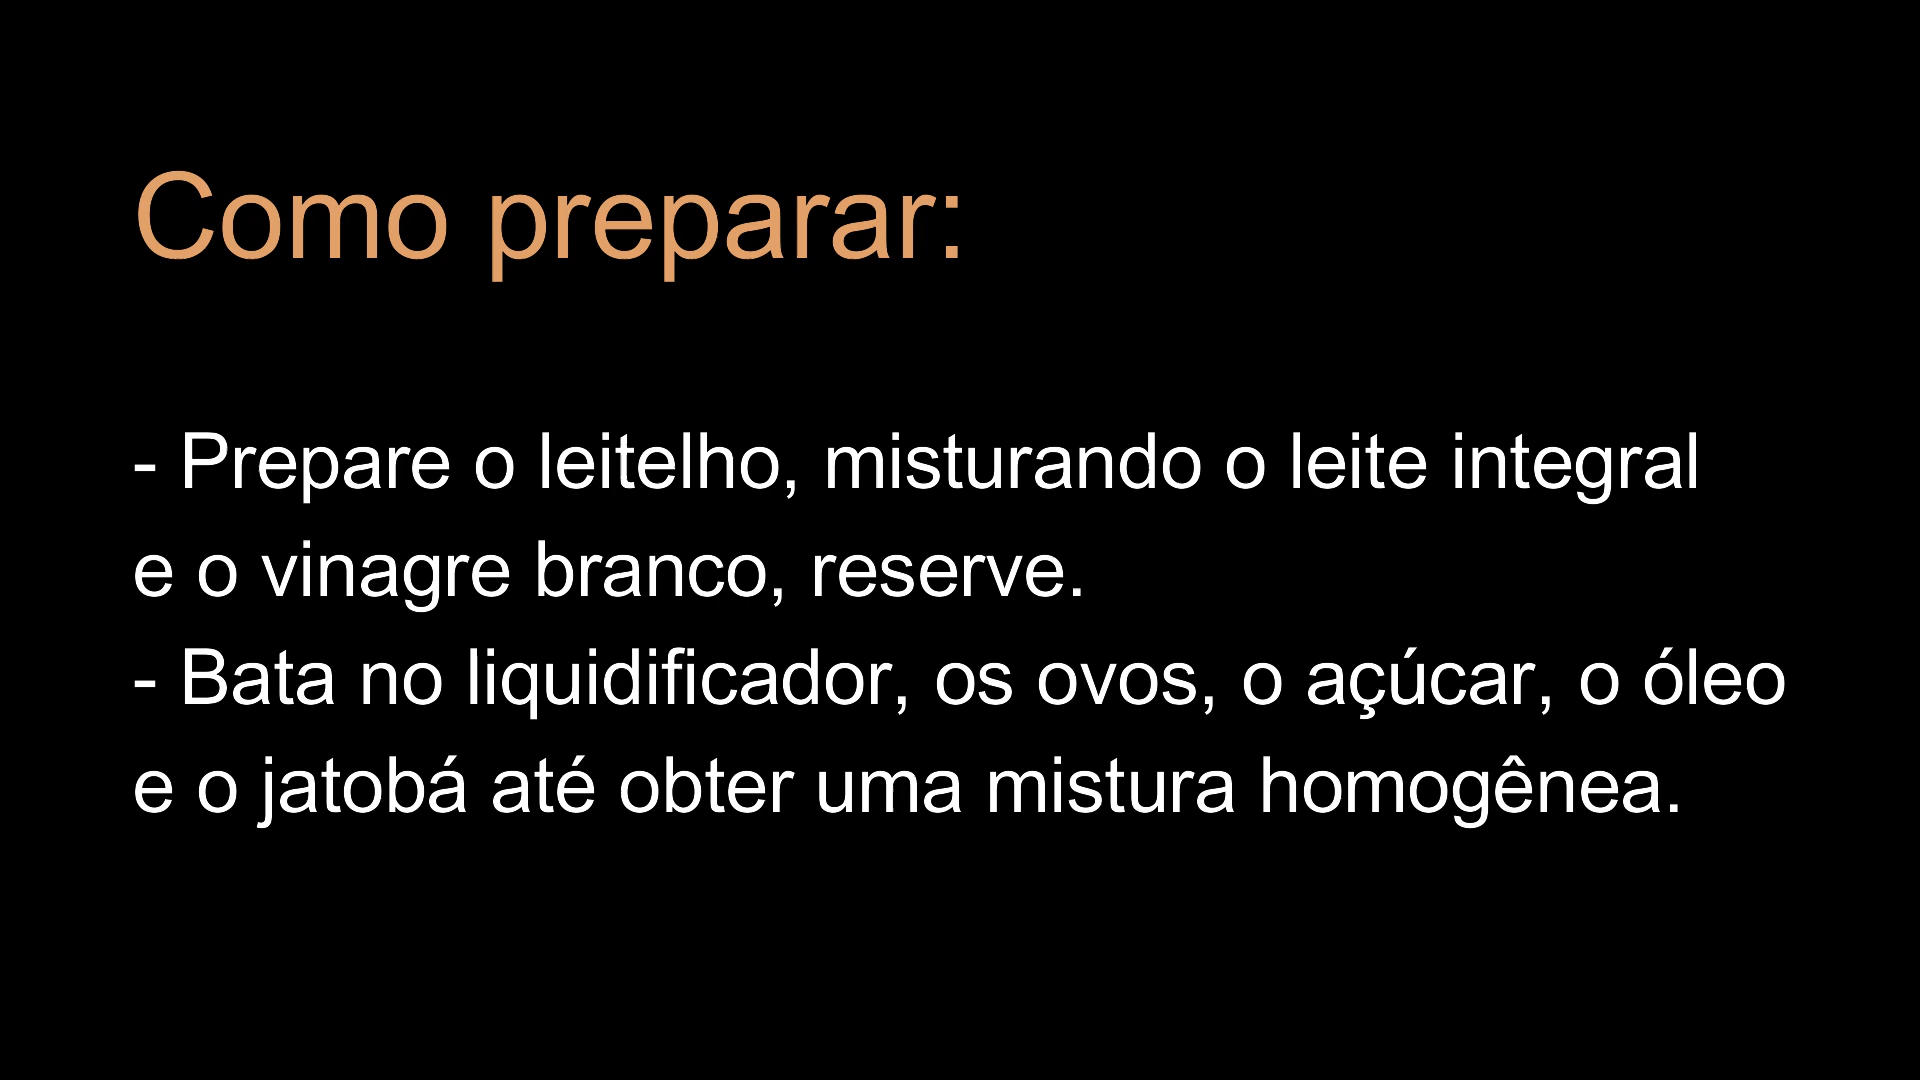 Como preparar:
- Prepare o leitelho, misturando o leite integral
e o vinagre branco, reserve.
- Bata no liquidificador, os ovos, o açúcar, o óleo
e o jatobá até obter uma mistura homogênea.